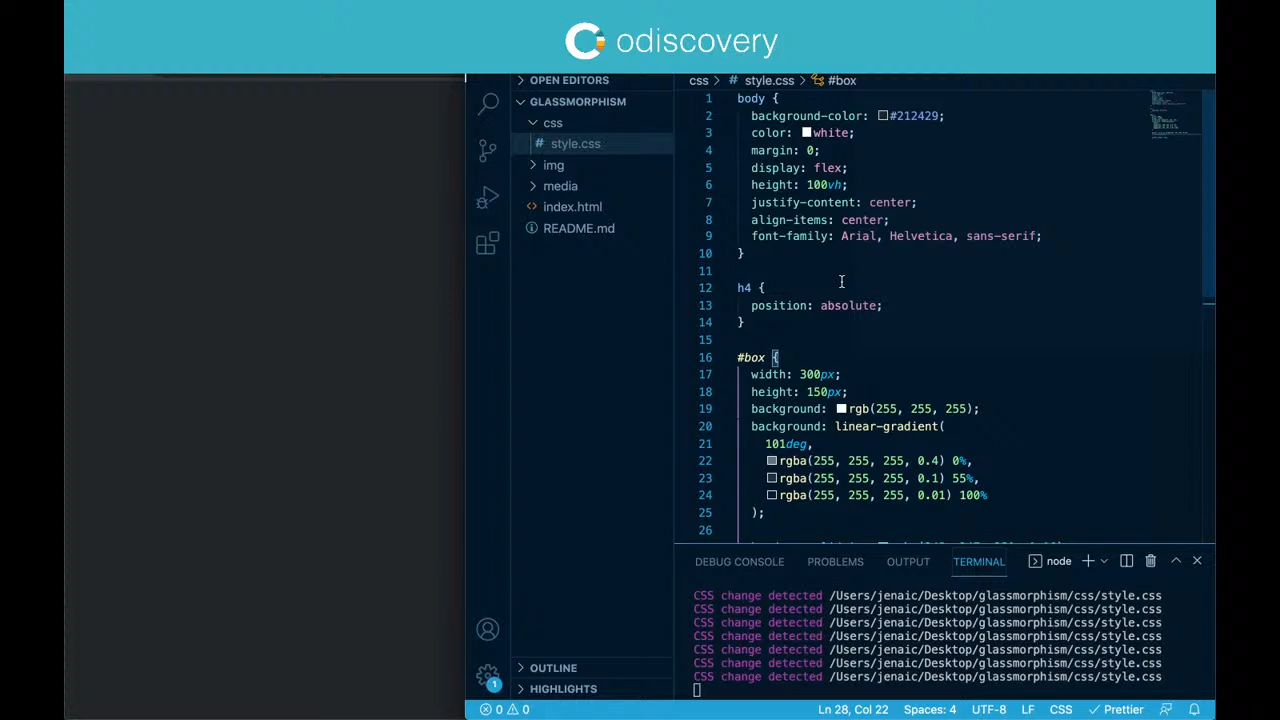 odiscovery
OPEN EDITORS
GLASSMORPHISM
css
# style.css
img
media
<> index.html
README.md
OUTLINE
HIGHLIGHTS
1
css > # style.css > #box
1 body {
2 background-color: #212429;
3 color: white;
4 margin: 0;
5 display: flex;
6 height: 100vh;
7 justify-content: center;
8 align-items: center;
9 font-family: Arial, Helvetica, sans-serif;
10 }
11
12 h4 {
13 position: absolute;
14 }
15
16 #box {
17 width: 300px;
18 height: 150px;
19 background: rgb(255, 255, 255);
20 background: linear-gradient(
21 101deg,
22 rgba(255, 255, 255, 0.4) 0%,
23 rgba(255, 255, 255, 0.1) 55%,
24 rgba(255, 255, 255, 0.01) 100%
25 );
26
DEBUG CONSOLE PROBLEMS OUTPUT TERMINAL node
CSS change detected /Users/jenaic/Desktop/glassmorphism/css/style.css
CSS change detected /Users/jenaic/Desktop/glassmorphism/css/style.css
CSS change detected /Users/jenaic/Desktop/glassmorphism/css/style.css
CSS change detected /Users/jenaic/Desktop/glassmorphism/css/style.css
CSS change detected /Users/jenaic/Desktop/glassmorphism/css/style.css
CSS change detected /Users/jenaic/Desktop/glassmorphism/css/style.css
CSS change detected /Users/jenaic/Desktop/glassmorphism/css/style.css
0 0 Ln 28, Col 22 Spaces: 4 UTF-8 LF CSS Prettier